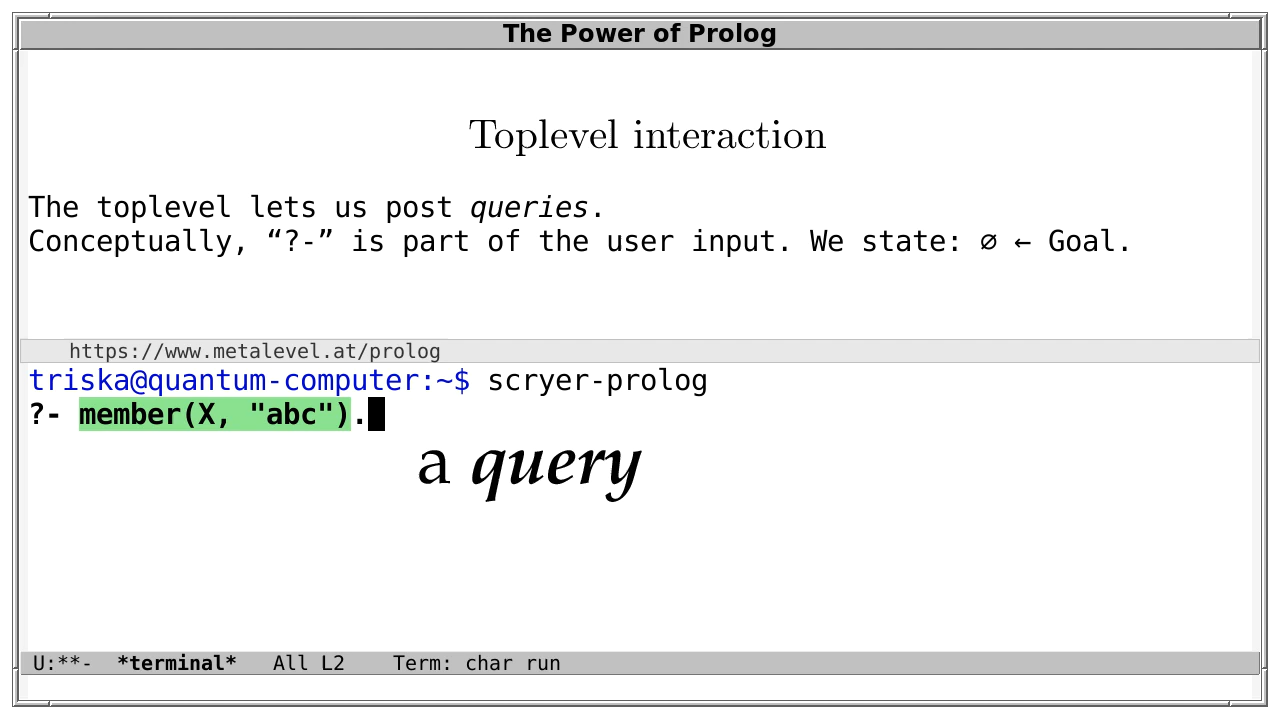 The Power of Prolog
Toplevel interaction
The toplevel lets us post queries.
Conceptually, “?-” is part of the user input. We state: ∅ ← Goal.
https://www.metalevel.at/prolog
triska@quantum-computer:~$ scryer-prolog
?- member(X, "abc").
a query
U:**-  *terminal*   All L2    Term: char run